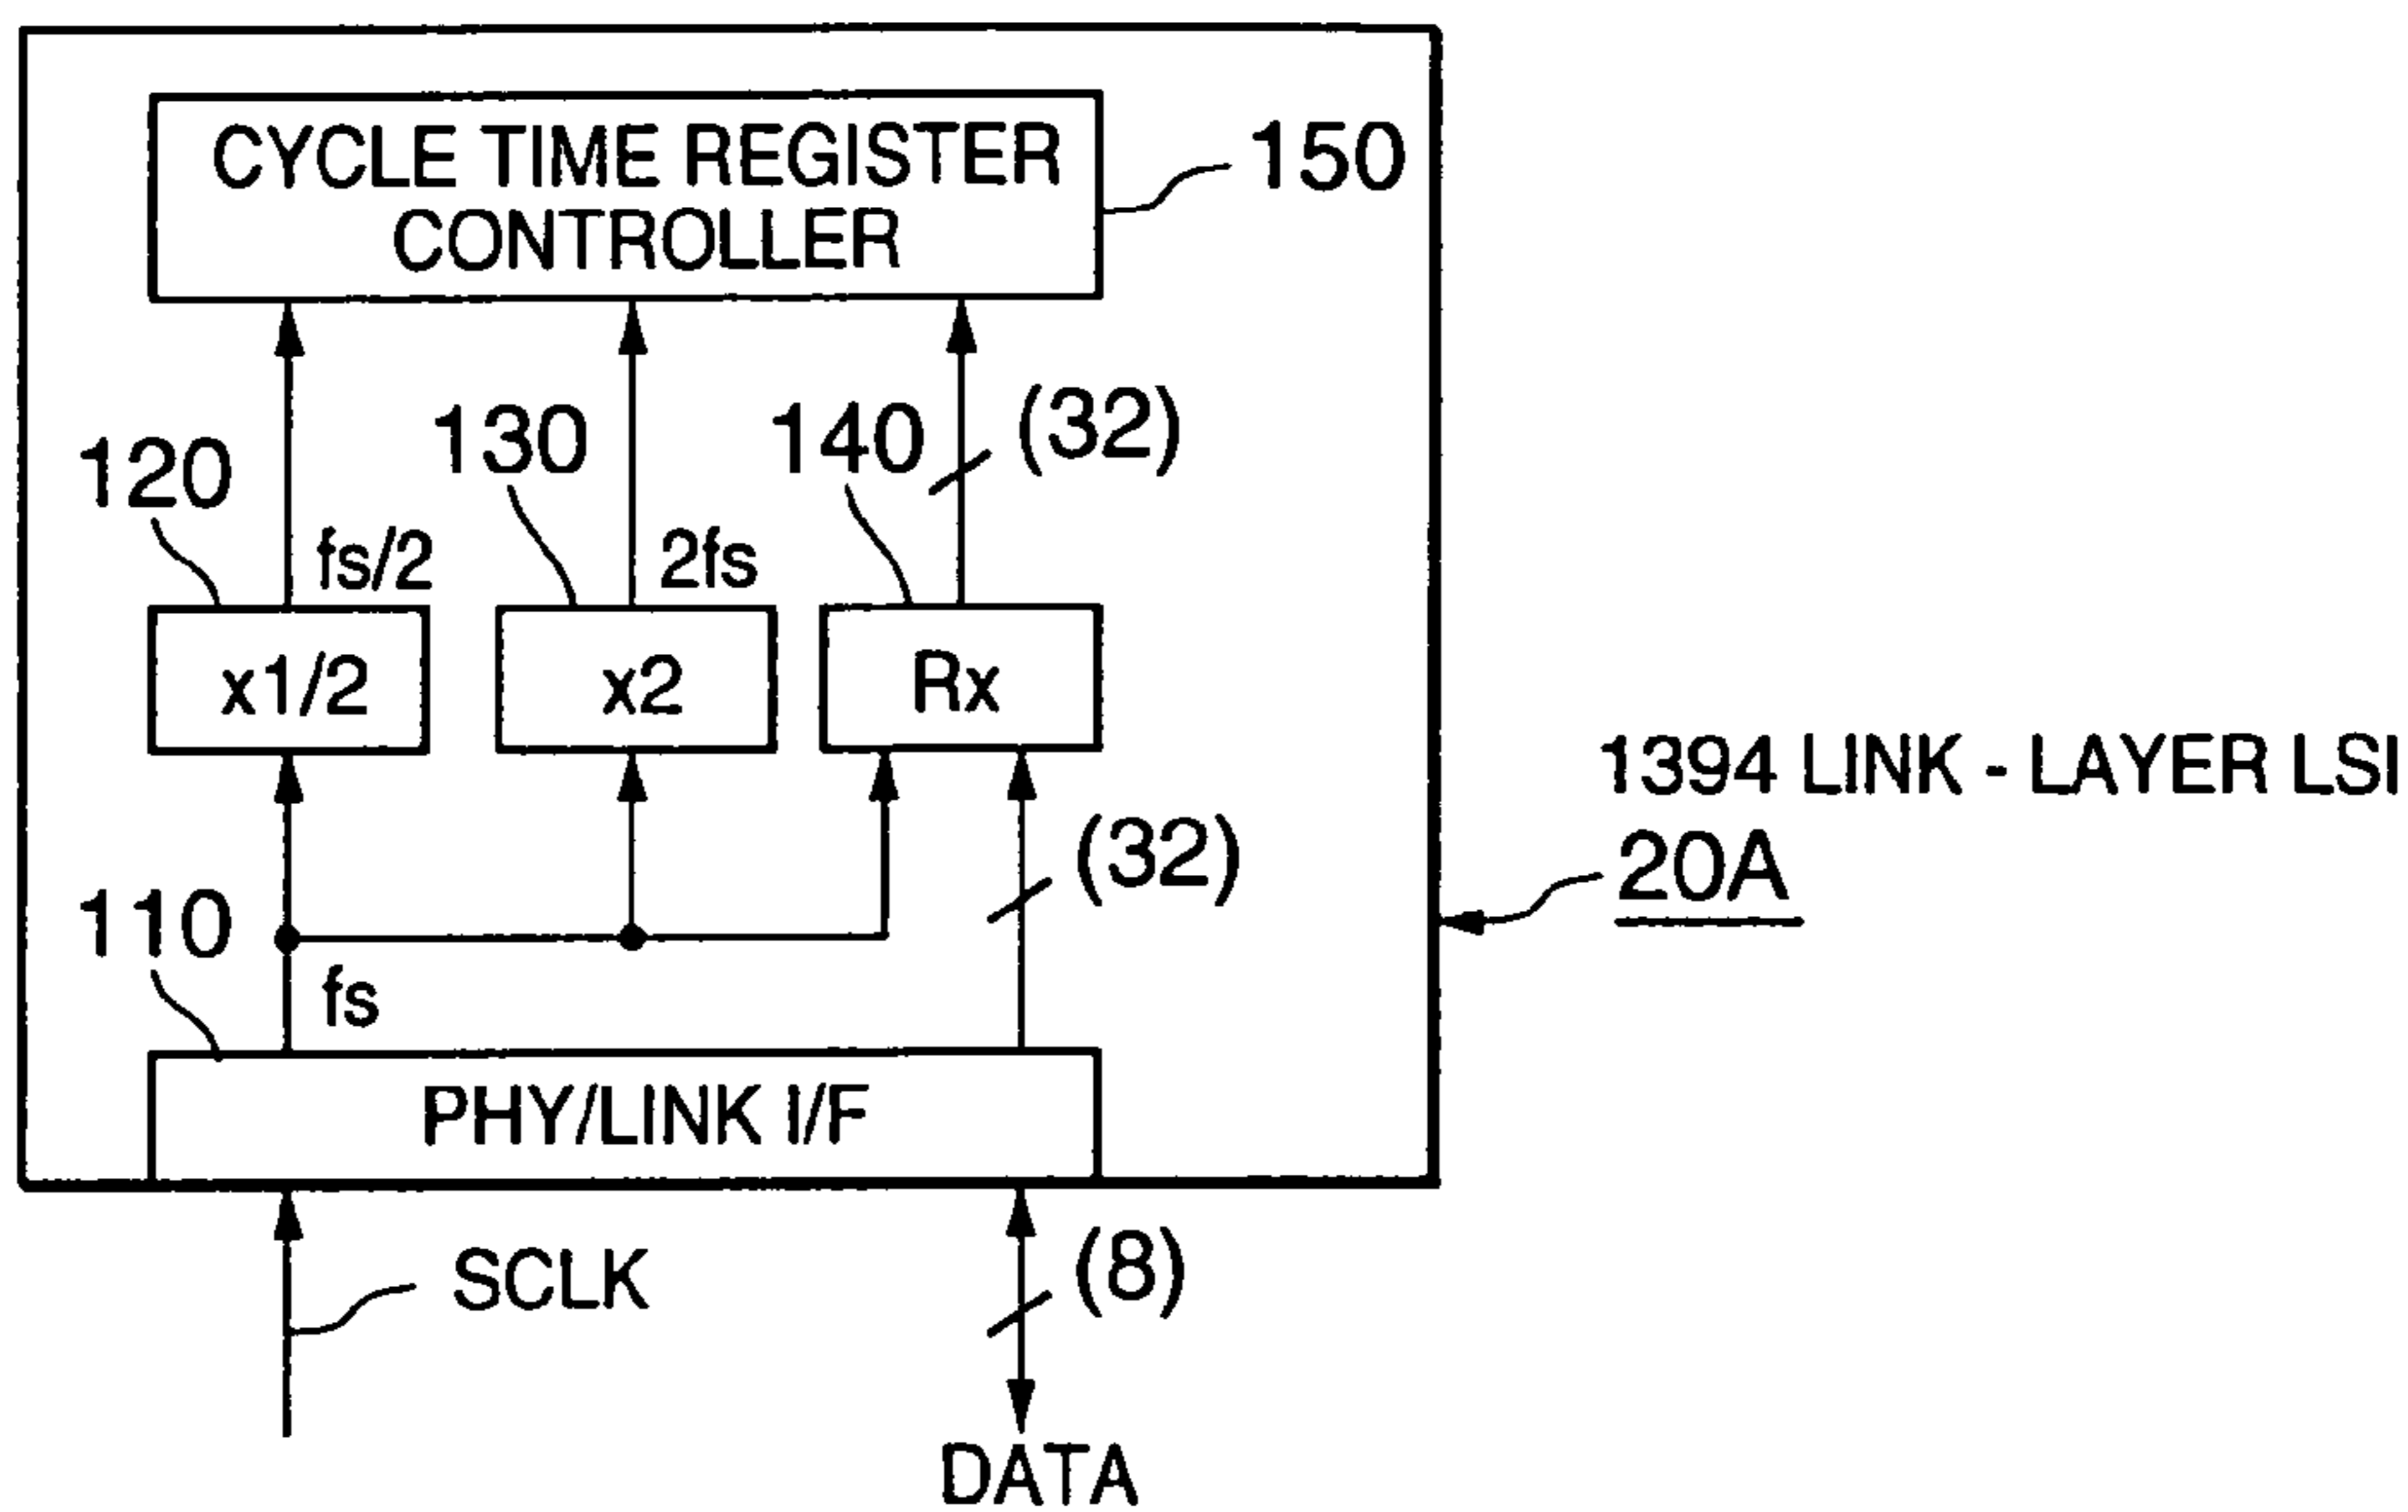 CYCLE TIME REGISTER
CONTROLLER
150
120
130
140
(32)
fs/2
2fs
x1/2
x2
Rx
1394 LINK - LAYER LSI
20A
(32)
110
fs
PHY/LINK I/F
SCLK
(8)
DATA